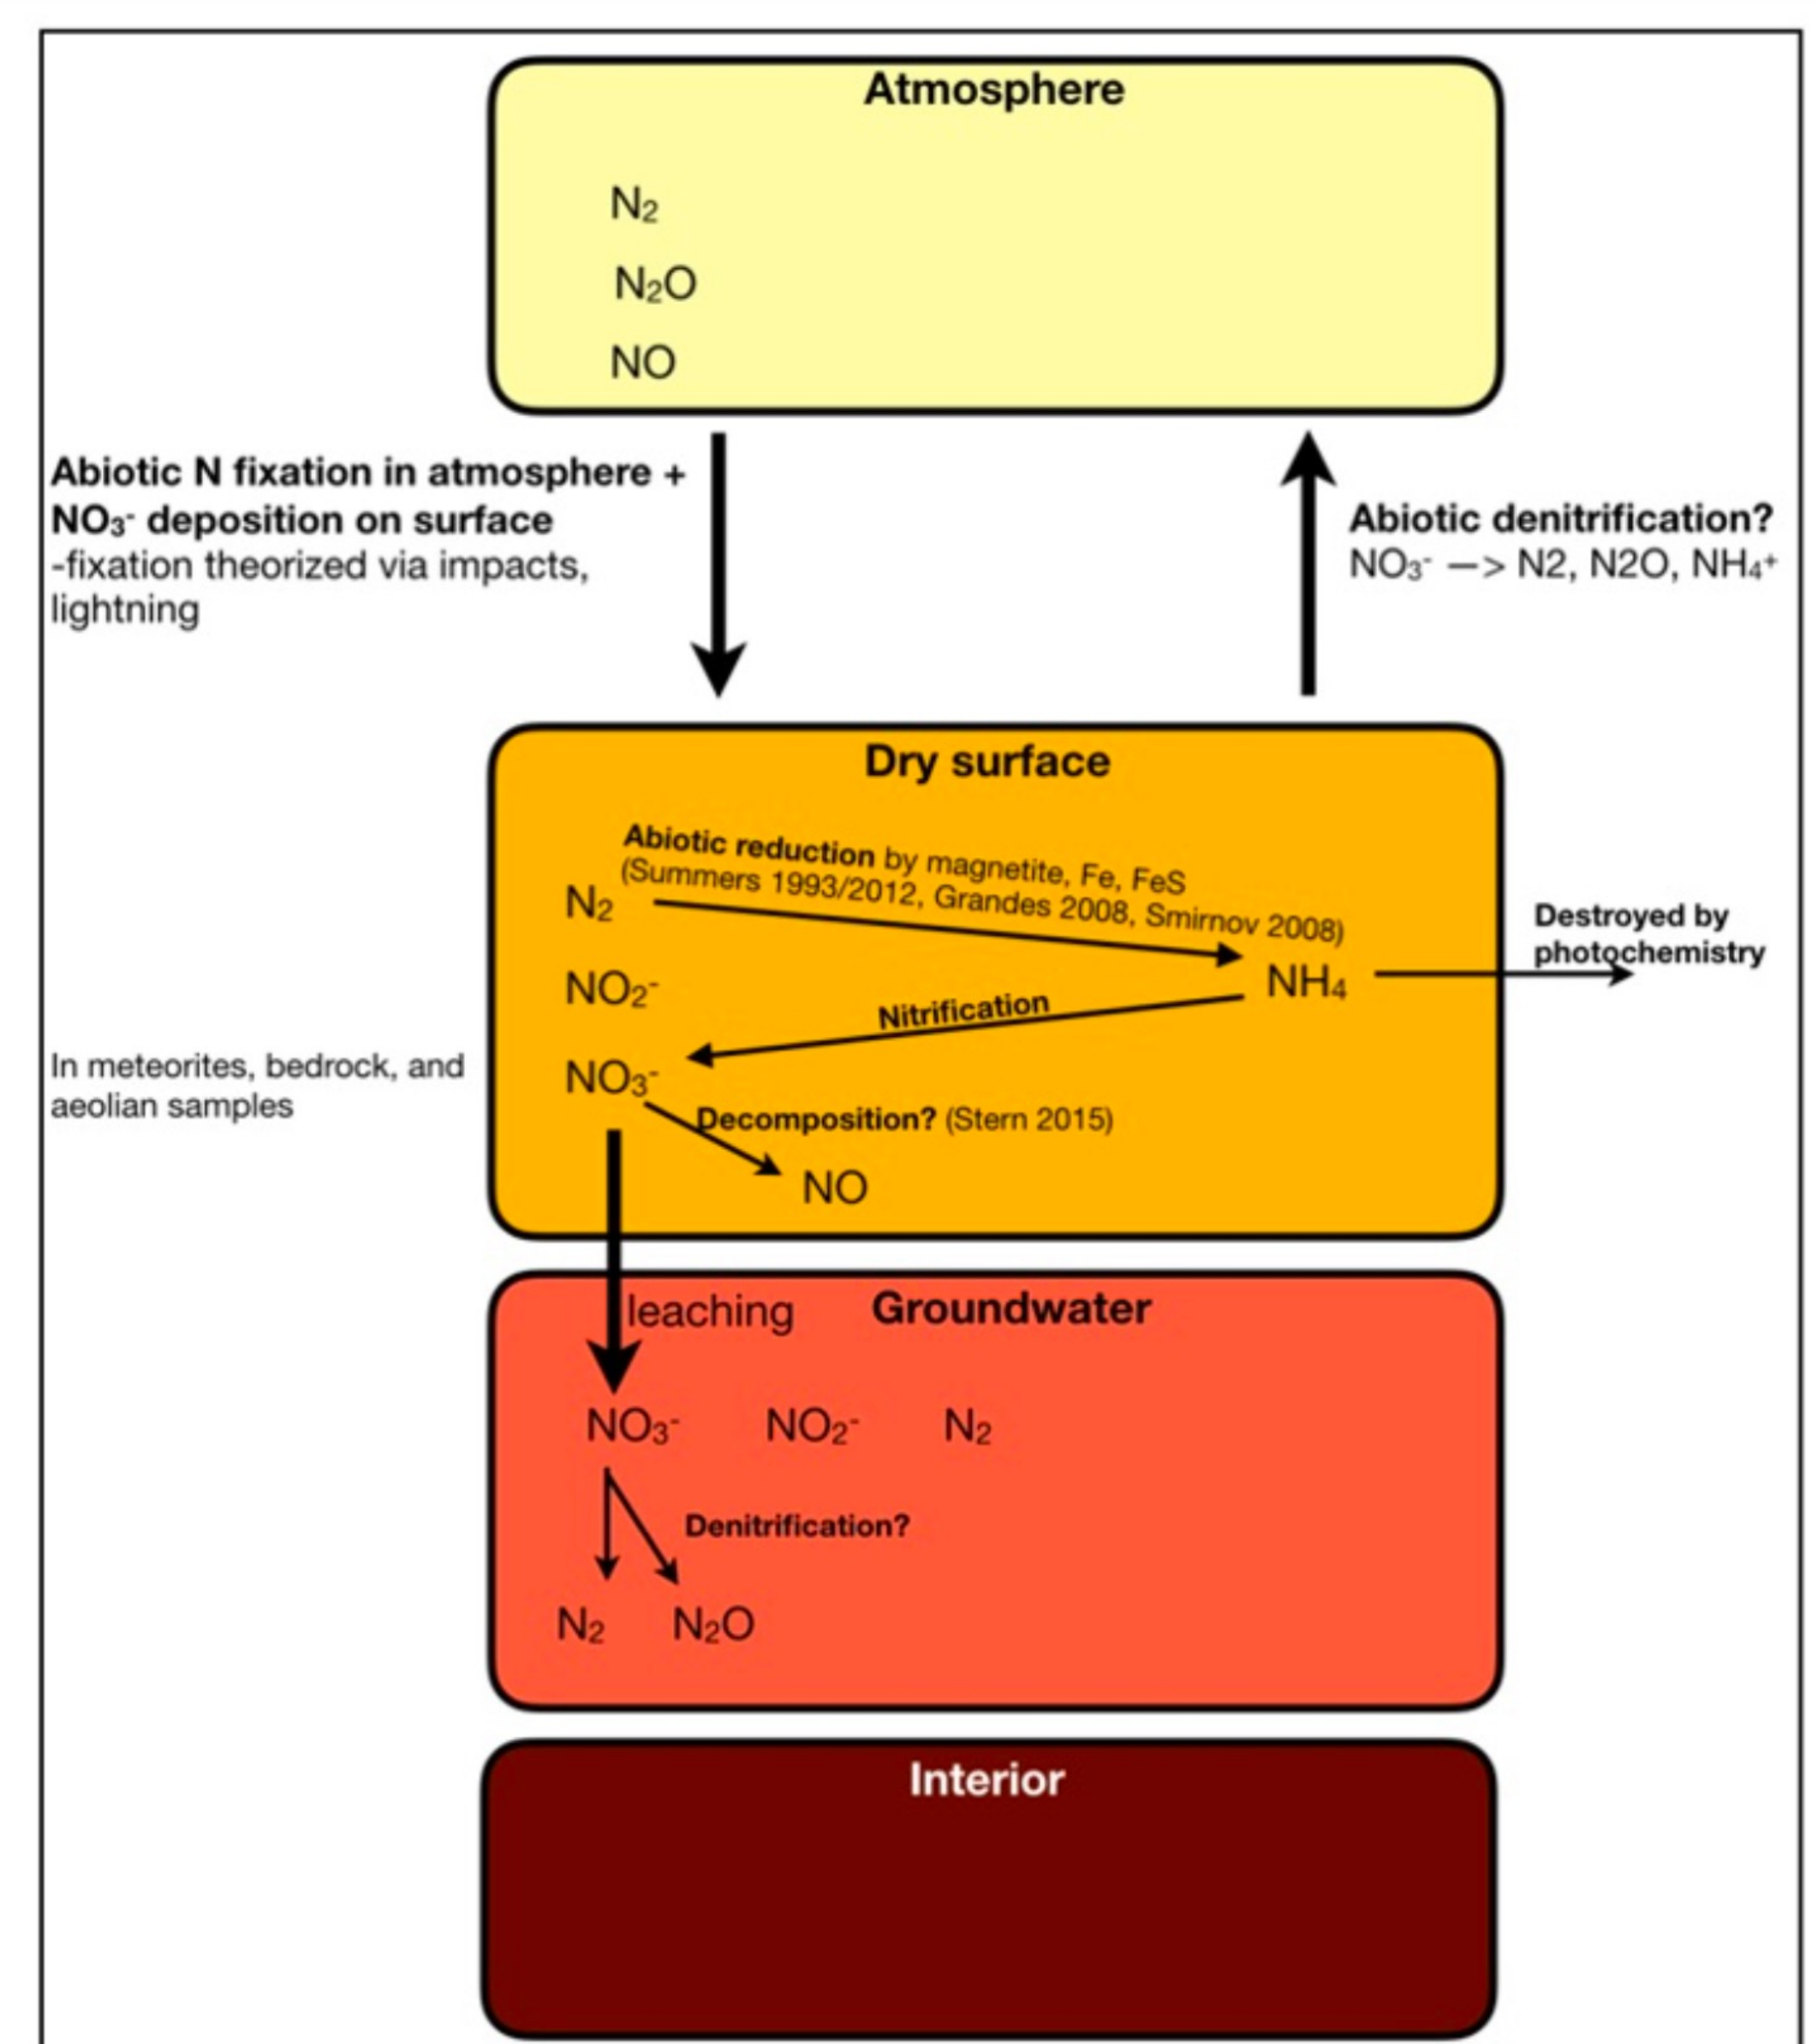 Atmosphere
N₂
N₂O
NO
Abiotic N fixation in atmosphere +
NO₃⁻ deposition on surface
-fixation theorized via impacts,
lightning
Abiotic denitrification?
NO₃⁻ —> N2, N2O, NH₄⁺
Dry surface
Abiotic reduction by magnetite, Fe, FeS
(Summers 1993/2012, Grandes 2008, Smirnov 2008)
N₂
NH₄
Destroyed by
photochemistry
NO₂⁻
Nitrification
NO₃⁻
In meteorites, bedrock, and
aeolian samples
Decomposition? (Stern 2015)
NO
leaching
Groundwater
NO₃⁻ NO₂⁻ N₂
Denitrification?
N₂ N₂O
Interior